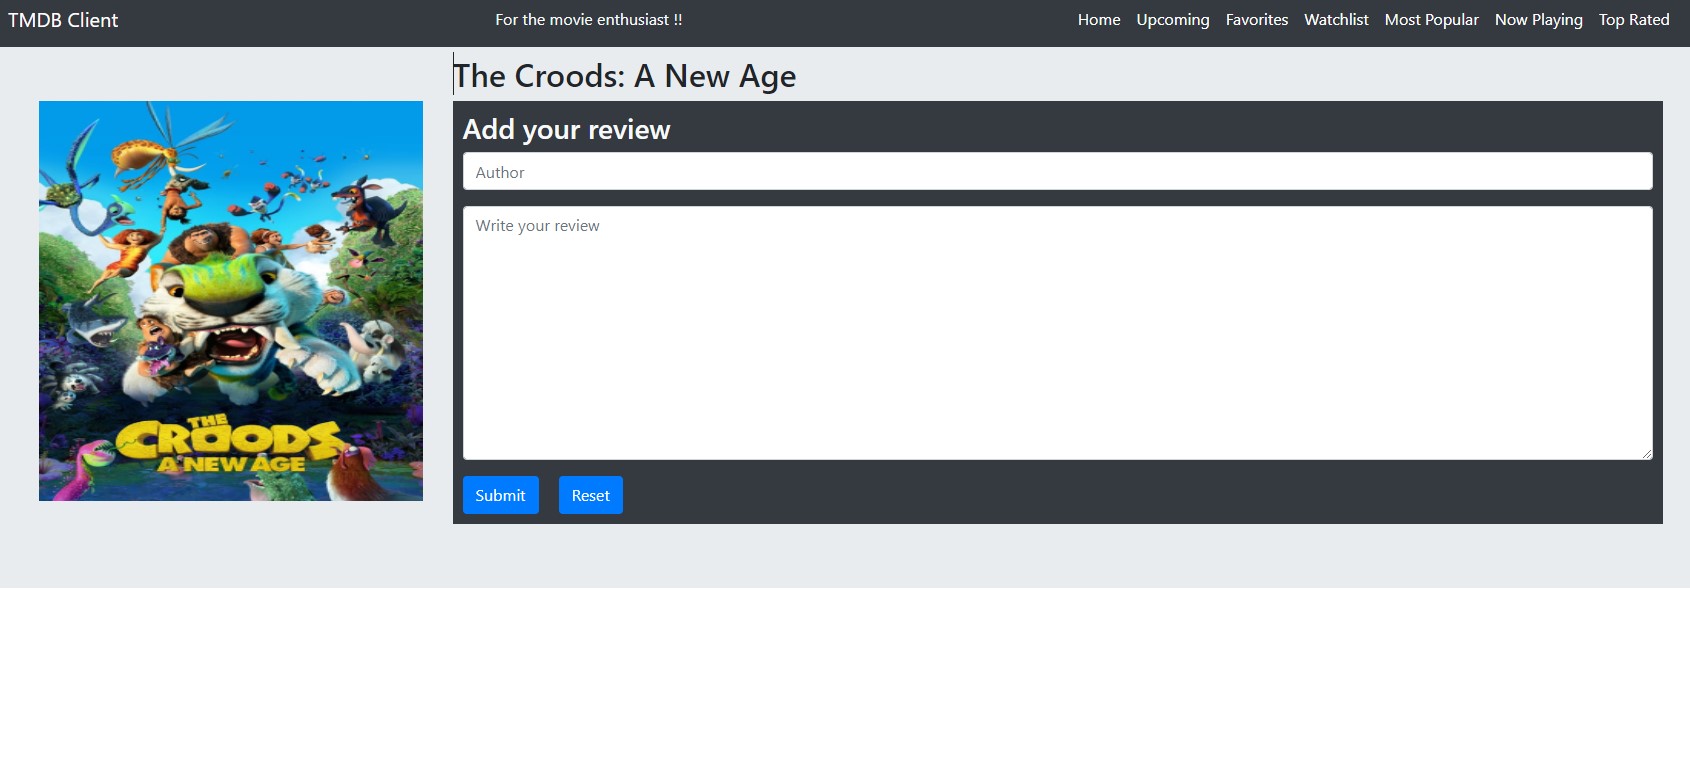 TMDB Client
For the movie enthusiast !!
Home Upcoming Favorites Watchlist Most Popular Now Playing Top Rated
The Croods: A New Age
THE
CROODS
A NEW AGE
Add your review
Author
Write your review
Submit Reset